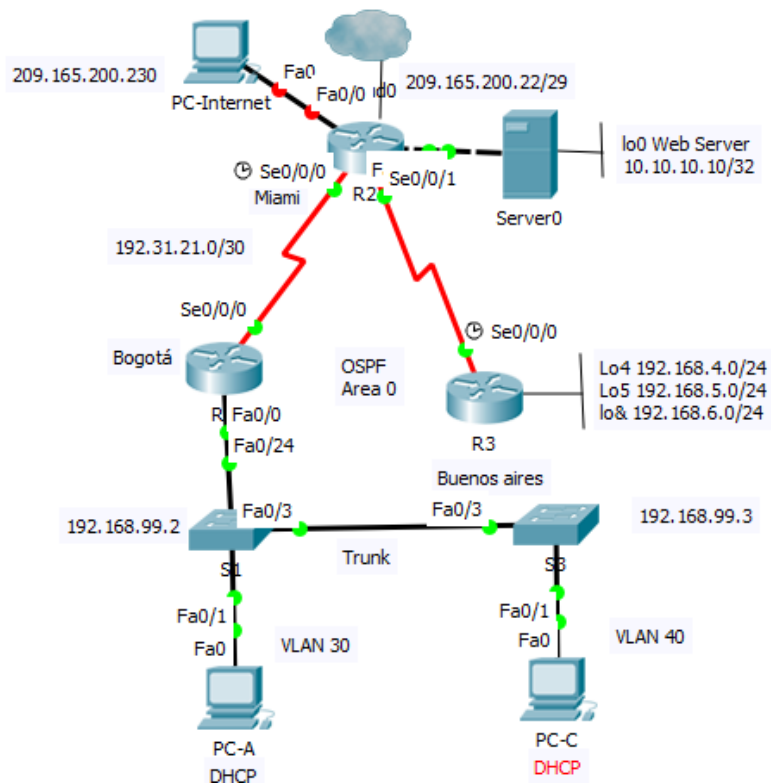 209.165.200.230
Fa0
PC-Internet
Fa0/0
d0
209.165.200.22/29
lo0 Web Server
10.10.10.10/32
Server0
Se0/0/0
Miami
F
Se0/0/1
R2
192.31.21.0/30
Se0/0/0
Bogotá
OSPF
Area 0
Se0/0/0
R3
Lo4 192.168.4.0/24
Lo5 192.168.5.0/24
lo& 192.168.6.0/24
R
Fa0/0
Fa0/24
Buenos aires
192.168.99.2
Fa0/3
Fa0/3
192.168.99.3
S1
Trunk
S3
Fa0/1
Fa0
VLAN 30
Fa0/1
Fa0
VLAN 40
PC-A
DHCP
PC-C
DHCP